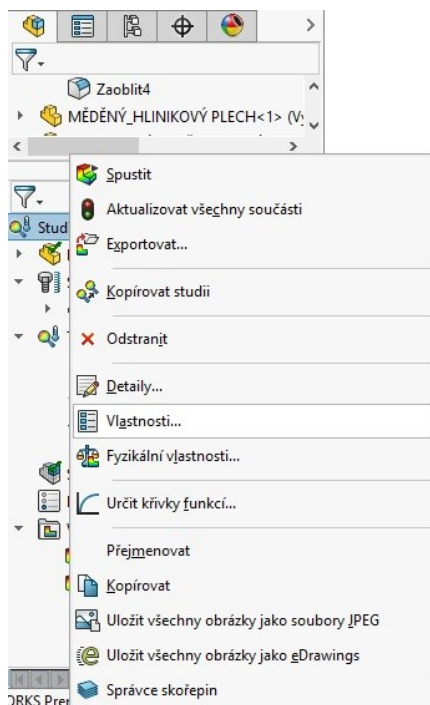 Zaoblit4
MĚDĚNÝ_HLINIKOVÝ PLECH<1> (V
Spustit
Aktualizovat všechny součásti
Stud
Exportovat...
Kopírovat studii
Odstranit
Detaily...
Vlastnosti...
Fyzikální vlastnosti...
Určit křivky funkcí...
Přejmenovat
Kopírovat
Uložit všechny obrázky jako soubory JPEG
Uložit všechny obrázky jako eDrawings
Správce skořepin
ORKS Prer